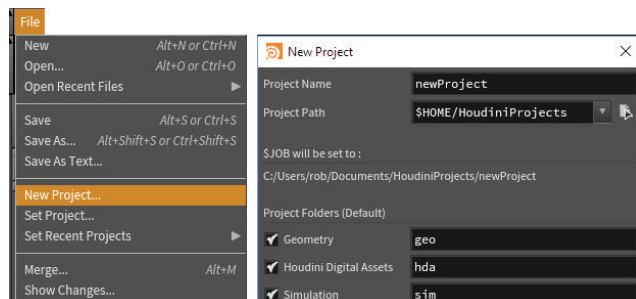 File
New Alt+N or Ctrl+N
Open... Alt+O or Ctrl+O
Open Recent Files
Save Alt+S or Ctrl+S
Save As... Alt+Shift+S or Ctrl+Shift+S
Save As Text...
New Project...
Set Project...
Set Recent Projects
Merge... Alt+M
Show Changes...
New Project
Project Name newProject
Project Path $HOME/HoudiniProjects
$JOB will be set to :
C:/Users/rob/Documents/HoudiniProjects/newProject
Project Folders (Default)
Geometry geo
Houdini Digital Assets hda
Simulation sim